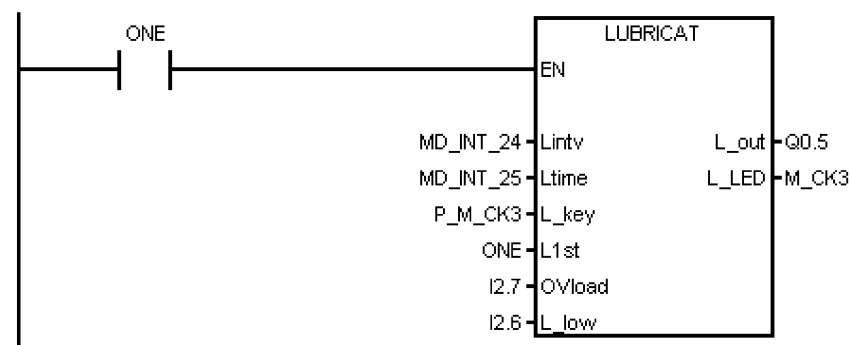 ONE LUBRICAT
EN
MD_INT_24 Lintv L_out Q0.5
MD_INT_25 Ltime L_LED M_CK3
P_M_CK3 L_key
ONE L1st
I2.7 OVload
I2.6 L_low